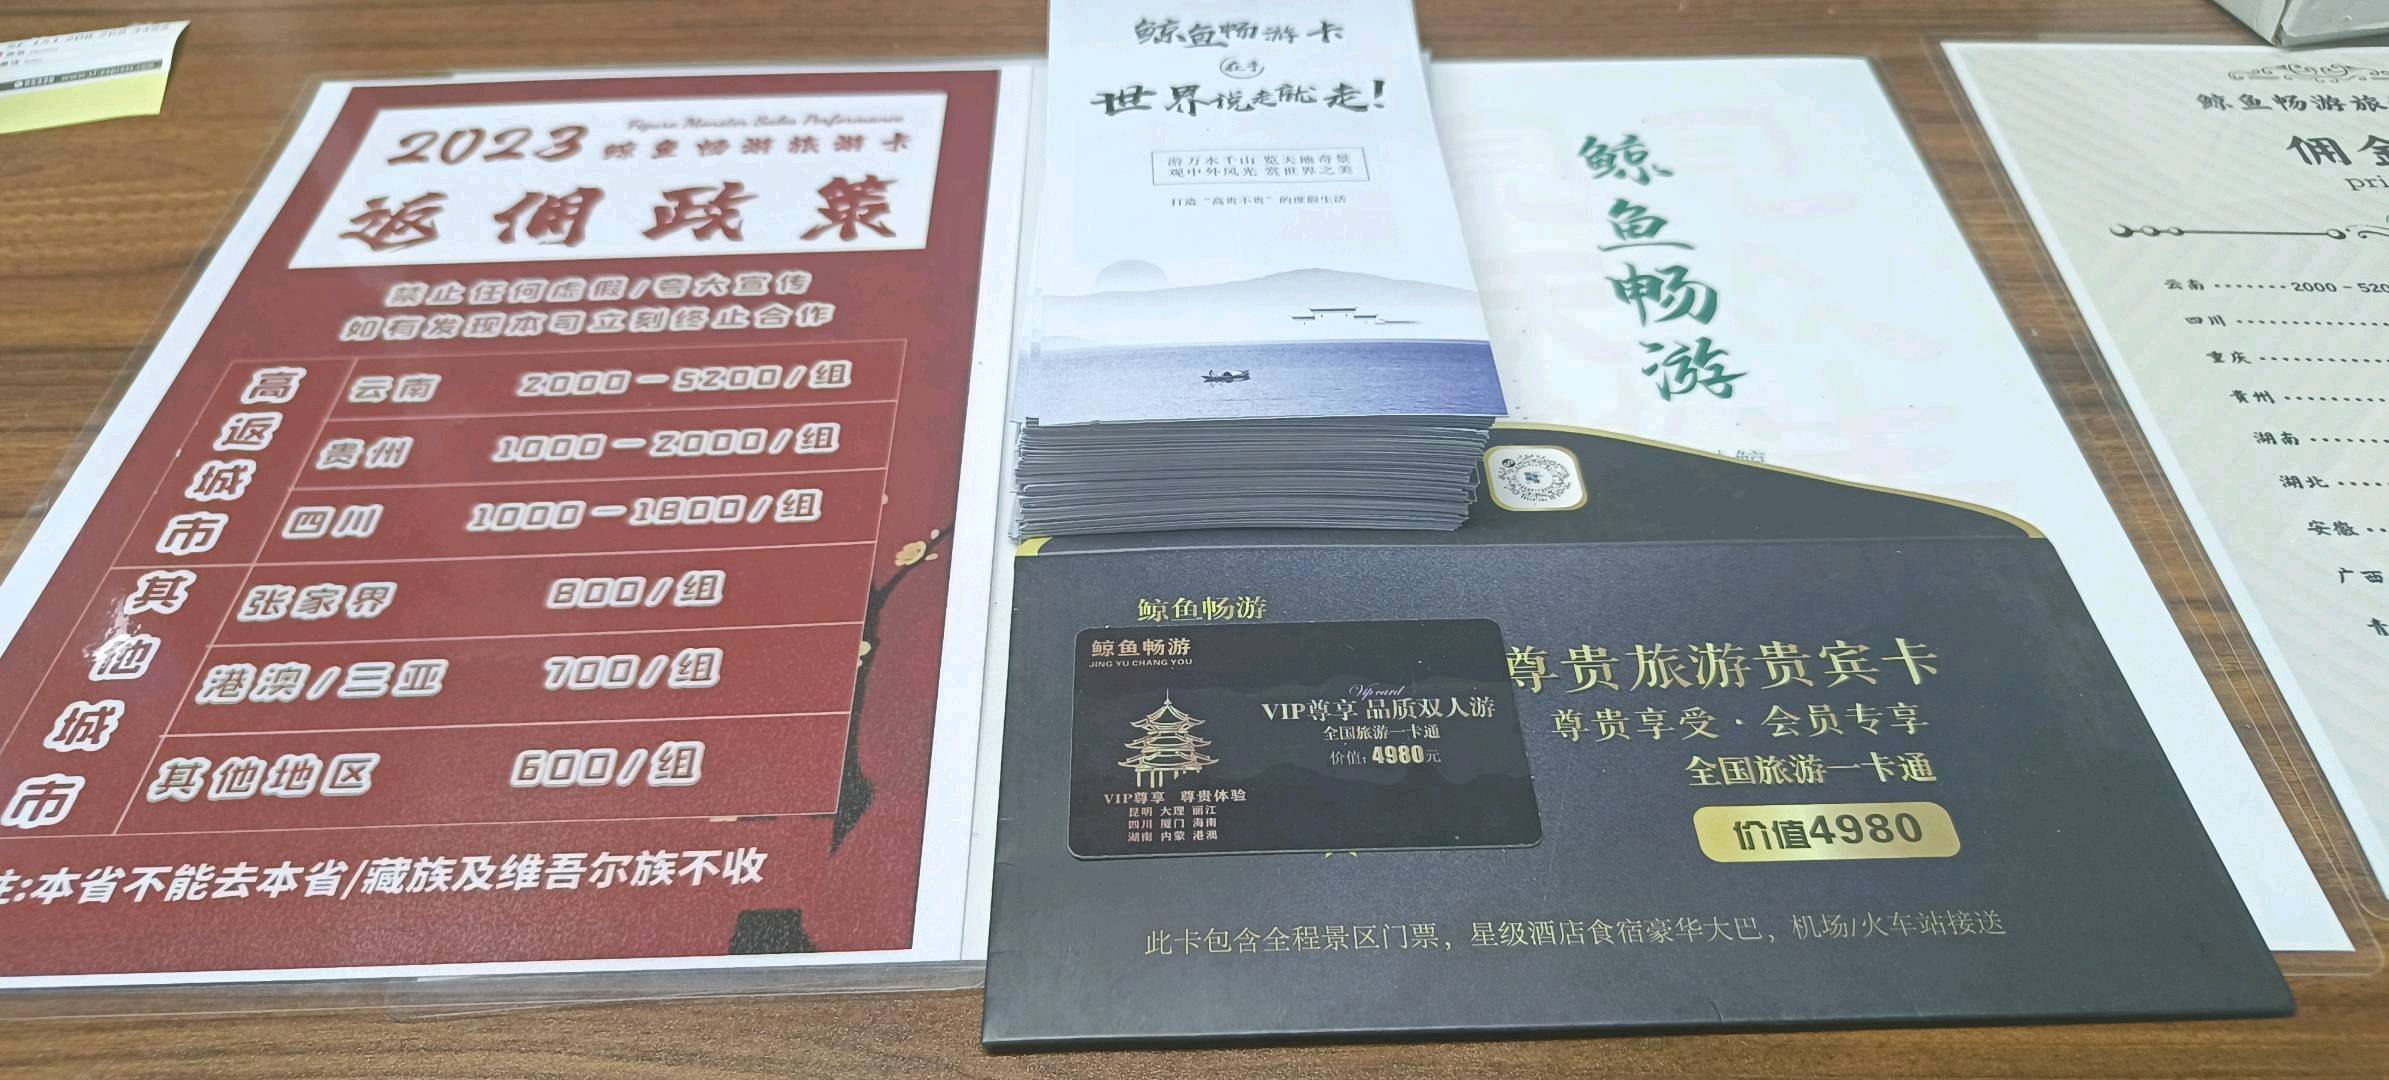 2023
鲸鱼畅游旅游卡
返佣政策
禁止任何虚假/夸大宣传
如有发现本司立刻终止合作
高返城市
云南 2000-5200/组
贵州 1000-2000/组
四川 1000-1800/组
其他城市
张家界 800/组
港澳/三亚 700/组
其他地区 600/组
注:本省不能去本省/藏族及维吾尔族不收
鲸鱼畅游卡
在手
世界说走就走!
游万水千山 览天地奇景
观中外风光 赏世界之美
打造“高贵不贵”的度假生活
鲸鱼畅游
鲸鱼畅游
尊贵旅游贵宾卡
尊贵享受·会员专享
全国旅游一卡通
价值4980
此卡包含全程景区门票，星级酒店食宿豪华大巴，机场/火车站接送
鲸鱼畅游
JING YU CHANG YOU
Vip card
VIP尊享 品质双人游
全国旅游一卡通
价值:4980元
VIP尊享 尊贵体验
昆明 大理 丽江
四川 厦门 海南
湖南 内蒙 港澳
鲸鱼畅游旅
佣金
pri
云南·······2000-520
四川
重庆
贵州
湖南
湖北
安徽
广西
青